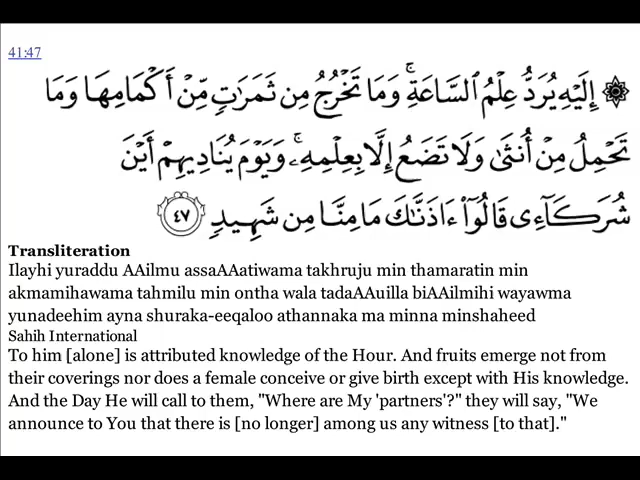 41:47
۞ إِلَيْهِ يُرَدُّ عِلْمُ ٱلسَّاعَةِ ۚ وَمَا تَخْرُجُ مِن ثَمَرَٰتٍ مِّنْ أَكْمَامِهَا وَمَا
تَحْمِلُ مِنْ أُنثَىٰ وَلَا تَضَعُ إِلَّا بِعِلْمِهِۦ ۚ وَيَوْمَ يُنَادِيهِمْ أَيْنَ
شُرَكَآءِى قَالُوٓا۟ ءَاذَنَّـٰكَ مَا مِنَّا مِن شَهِيدٍ ٤٧
Transliteration
Ilayhi yuraddu AAilmu assaAAatiwama takhruju min thamaratin min
akmamihawama tahmilu min ontha wala tadaAAuilla biAAilmihi wayawma
yunadeehim ayna shuraka-eeqaloo athannaka ma minna minshaheed
Sahih International
To him [alone] is attributed knowledge of the Hour. And fruits emerge not from
their coverings nor does a female conceive or give birth except with His knowledge.
And the Day He will call to them, "Where are My 'partners'?" they will say, "We
announce to You that there is [no longer] among us any witness [to that]."